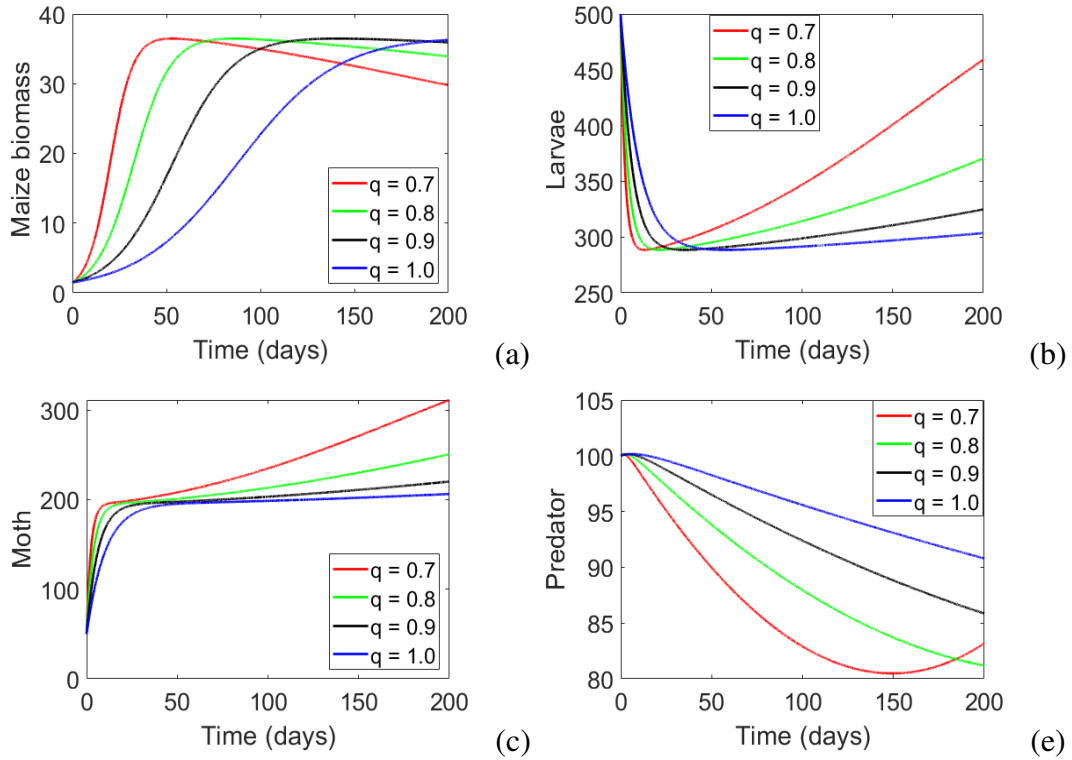 40
30
20
10
0
Maize biomass
q = 0.7
q = 0.8
q = 0.9
q = 1.0
0 50 100 150 200
Time (days)
(a)
500
450
400
350
300
250
Larvae
q = 0.7
q = 0.8
q = 0.9
q = 1.0
0 50 100 150 200
Time (days)
(b)
300
200
100
0
Moth
q = 0.7
q = 0.8
q = 0.9
q = 1.0
0 50 100 150 200
Time (days)
(c)
105
100
95
90
85
80
Predator
q = 0.7
q = 0.8
q = 0.9
q = 1.0
0 50 100 150 200
Time (days)
(e)